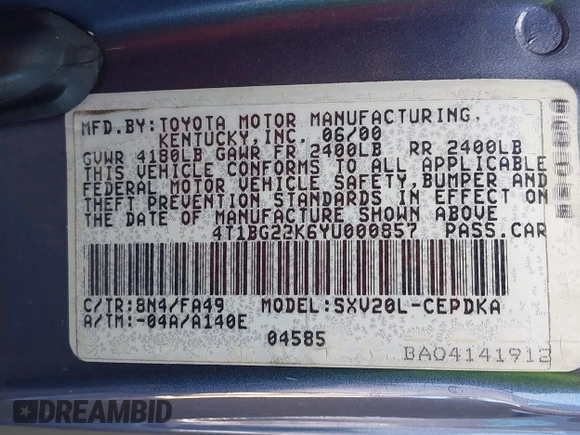 MFD.BY:TOYOTA MOTOR MANUFACTURING,
KENTUCKY,INC. 06/00
GVWR 4180LB GAWR FR 2400LB RR 2400LB
THIS VEHICLE CONFORMS TO ALL APPLICABLE
FEDERAL MOTOR VEHICLE SAFETY,BUMPER,AND
THEFT PREVENTION STANDARDS IN EFFECT ON
THE DATE OF MANUFACTURE SHOWN ABOVE
4T1BG22K6YU000857 PASS.CAR
C/TR:8N4/FA49 MODEL:SXV20L-CEPDKA
A/TM:-04A/A140E
04585
BA04141912
DREAMBID